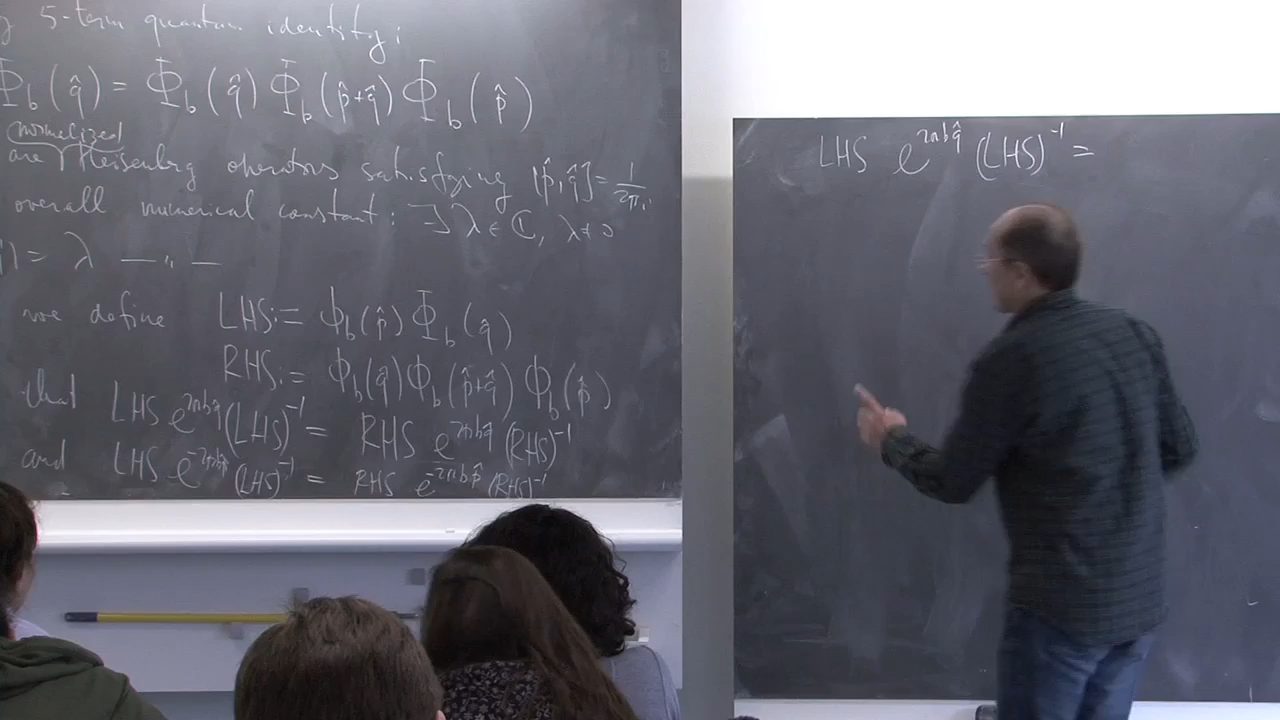 5-term quantum identity:
Φ_b(q̂) = Φ_b(q̂) Φ_b(p̂+q̂) Φ_b(p̂)
normalized
are Heisenberg operators satisfying [p̂, q̂] = 1/2πi
overall numerical constant: ∃ λ ∈ ℂ, λ ≠ 0
) = λ — " —
we define LHS := Φ_b(p̂) Φ_b(q̂)
RHS := Φ_b(q̂) Φ_b(p̂+q̂) Φ_b(p̂)
that LHS e^{2πbq̂} (LHS)^{-1} = RHS e^{2πbq̂} (RHS)^{-1}
and LHS e^{-2πbp̂} (LHS)^{-1} = RHS e^{-2πbp̂} (RHS)^{-1}
LHS e^{2πbq̂} (LHS)^{-1} =